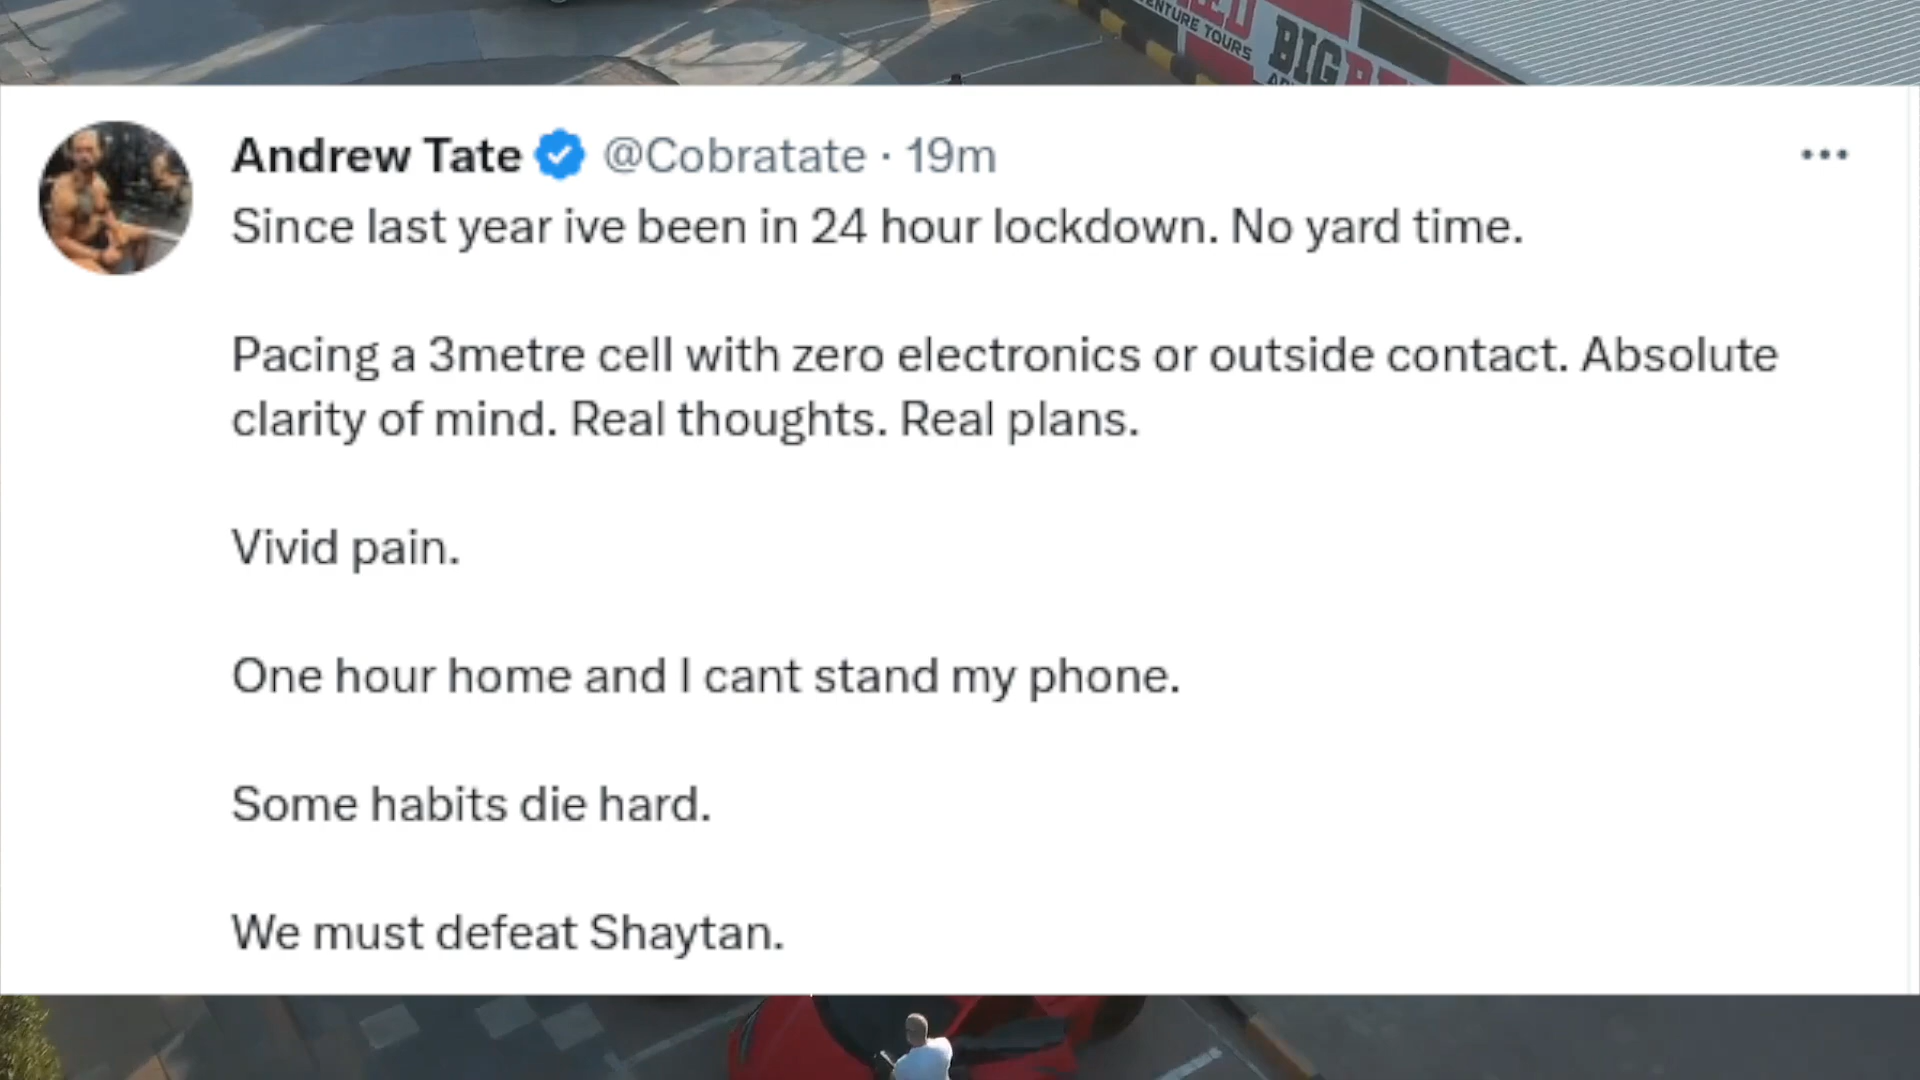 VENTURE TOURS
BIG
Andrew Tate @Cobratate · 19m
Since last year ive been in 24 hour lockdown. No yard time.
Pacing a 3metre cell with zero electronics or outside contact. Absolute
clarity of mind. Real thoughts. Real plans.
Vivid pain.
One hour home and I cant stand my phone.
Some habits die hard.
We must defeat Shaytan.